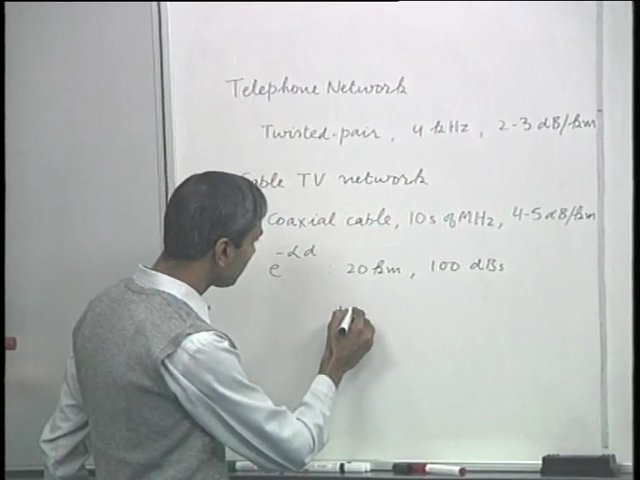 Telephone Network
Twisted-pair, 4 kHz, 2-3 dB/km
Cable TV network
Coaxial cable, 10s of MHz, 4-5 dB/km
e^-αd : 20 km, 100 dBs